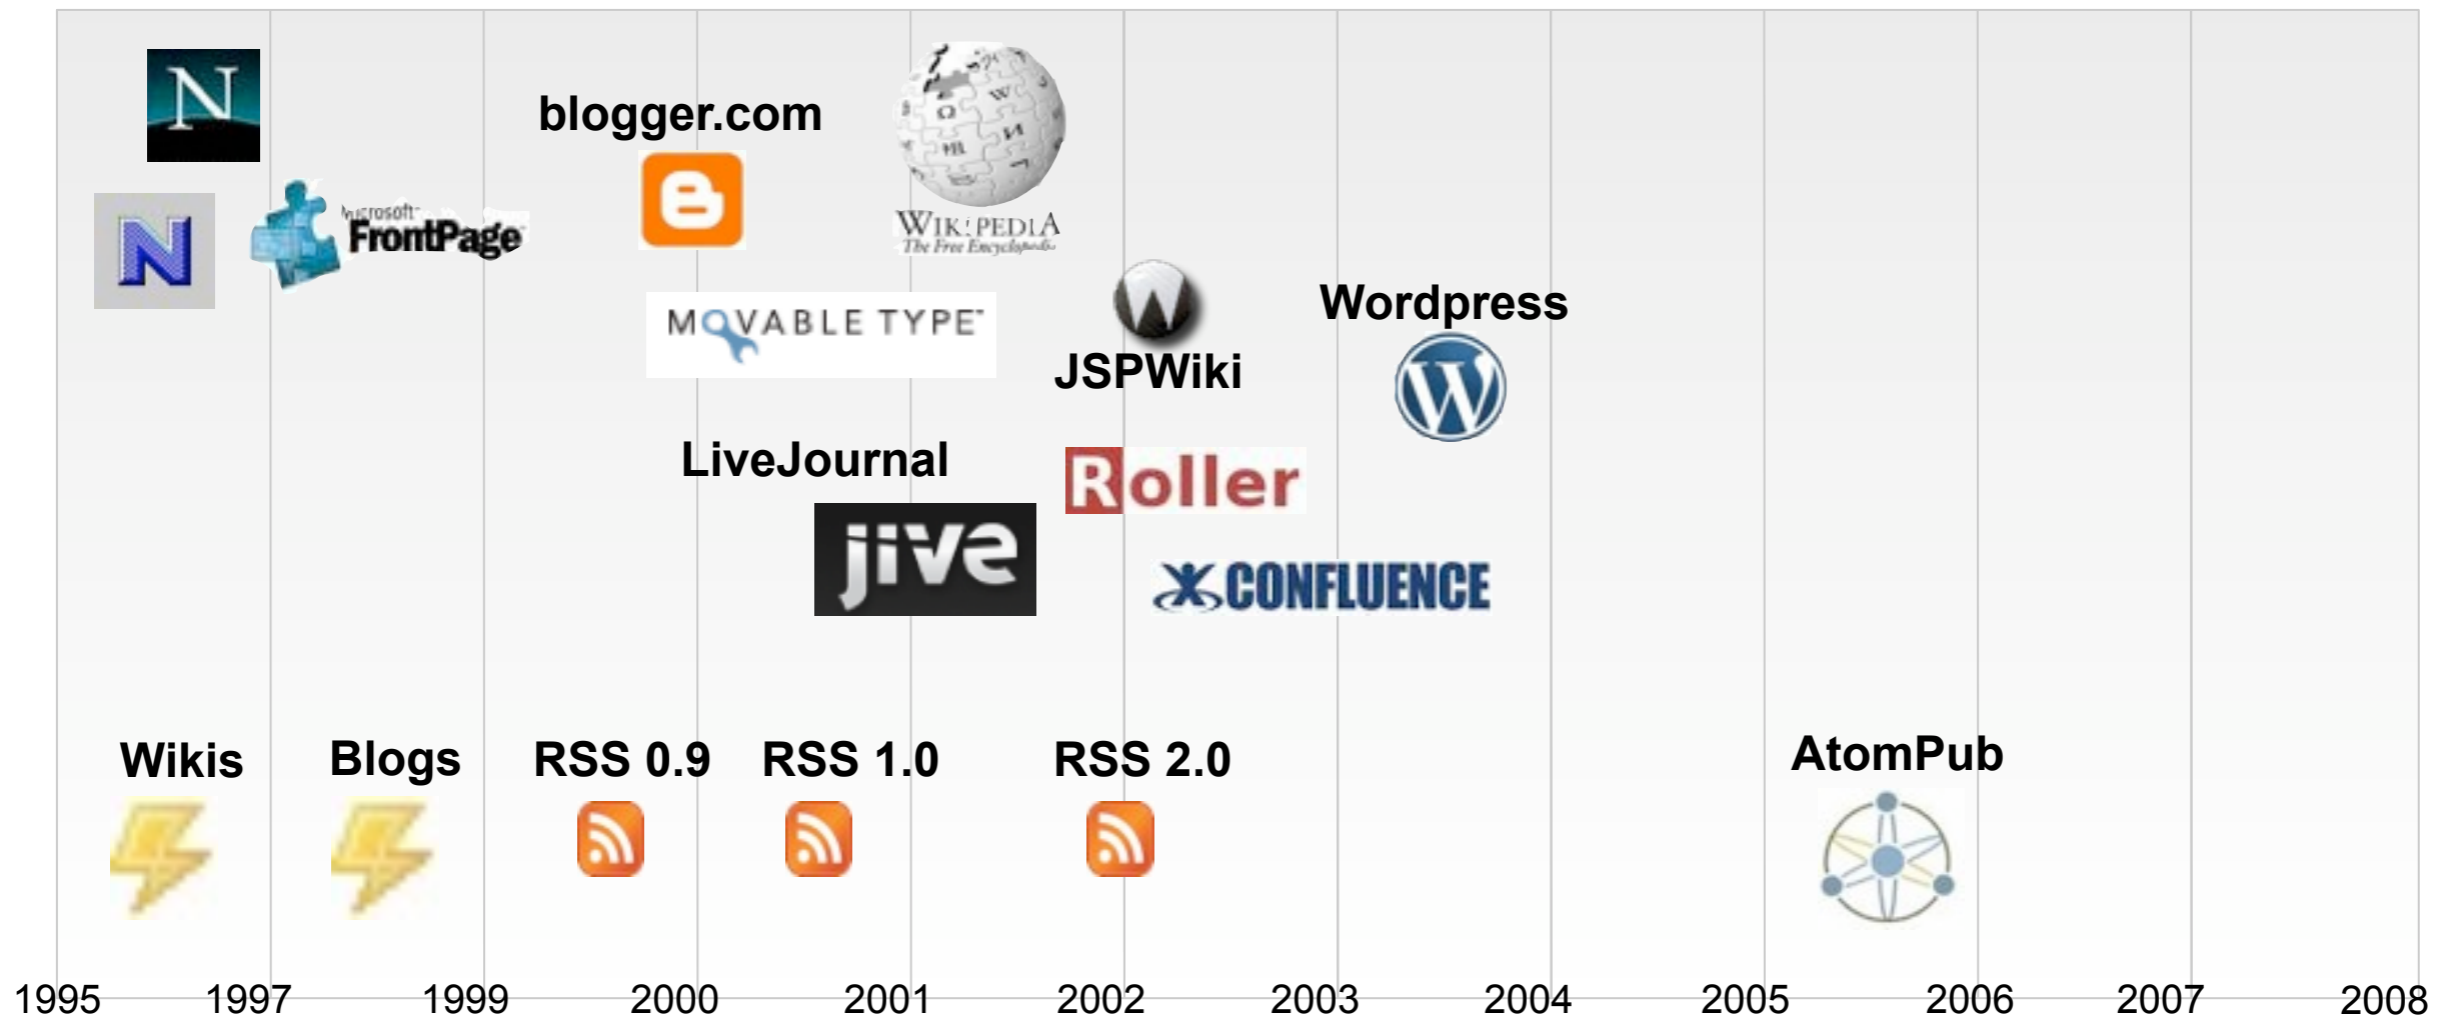 N
blogger.com
N
Microsoft
FrontPage
WIKIPEDIA
The Free Encyclopedia
MOVABLE TYPE™
JSPWiki
Wordpress
W
LiveJournal
Roller
jive
CONFLUENCE
Wikis
Blogs
RSS 0.9
RSS 1.0
RSS 2.0
AtomPub
1995
1997
1999
2000
2001
2002
2003
2004
2005
2006
2007
2008